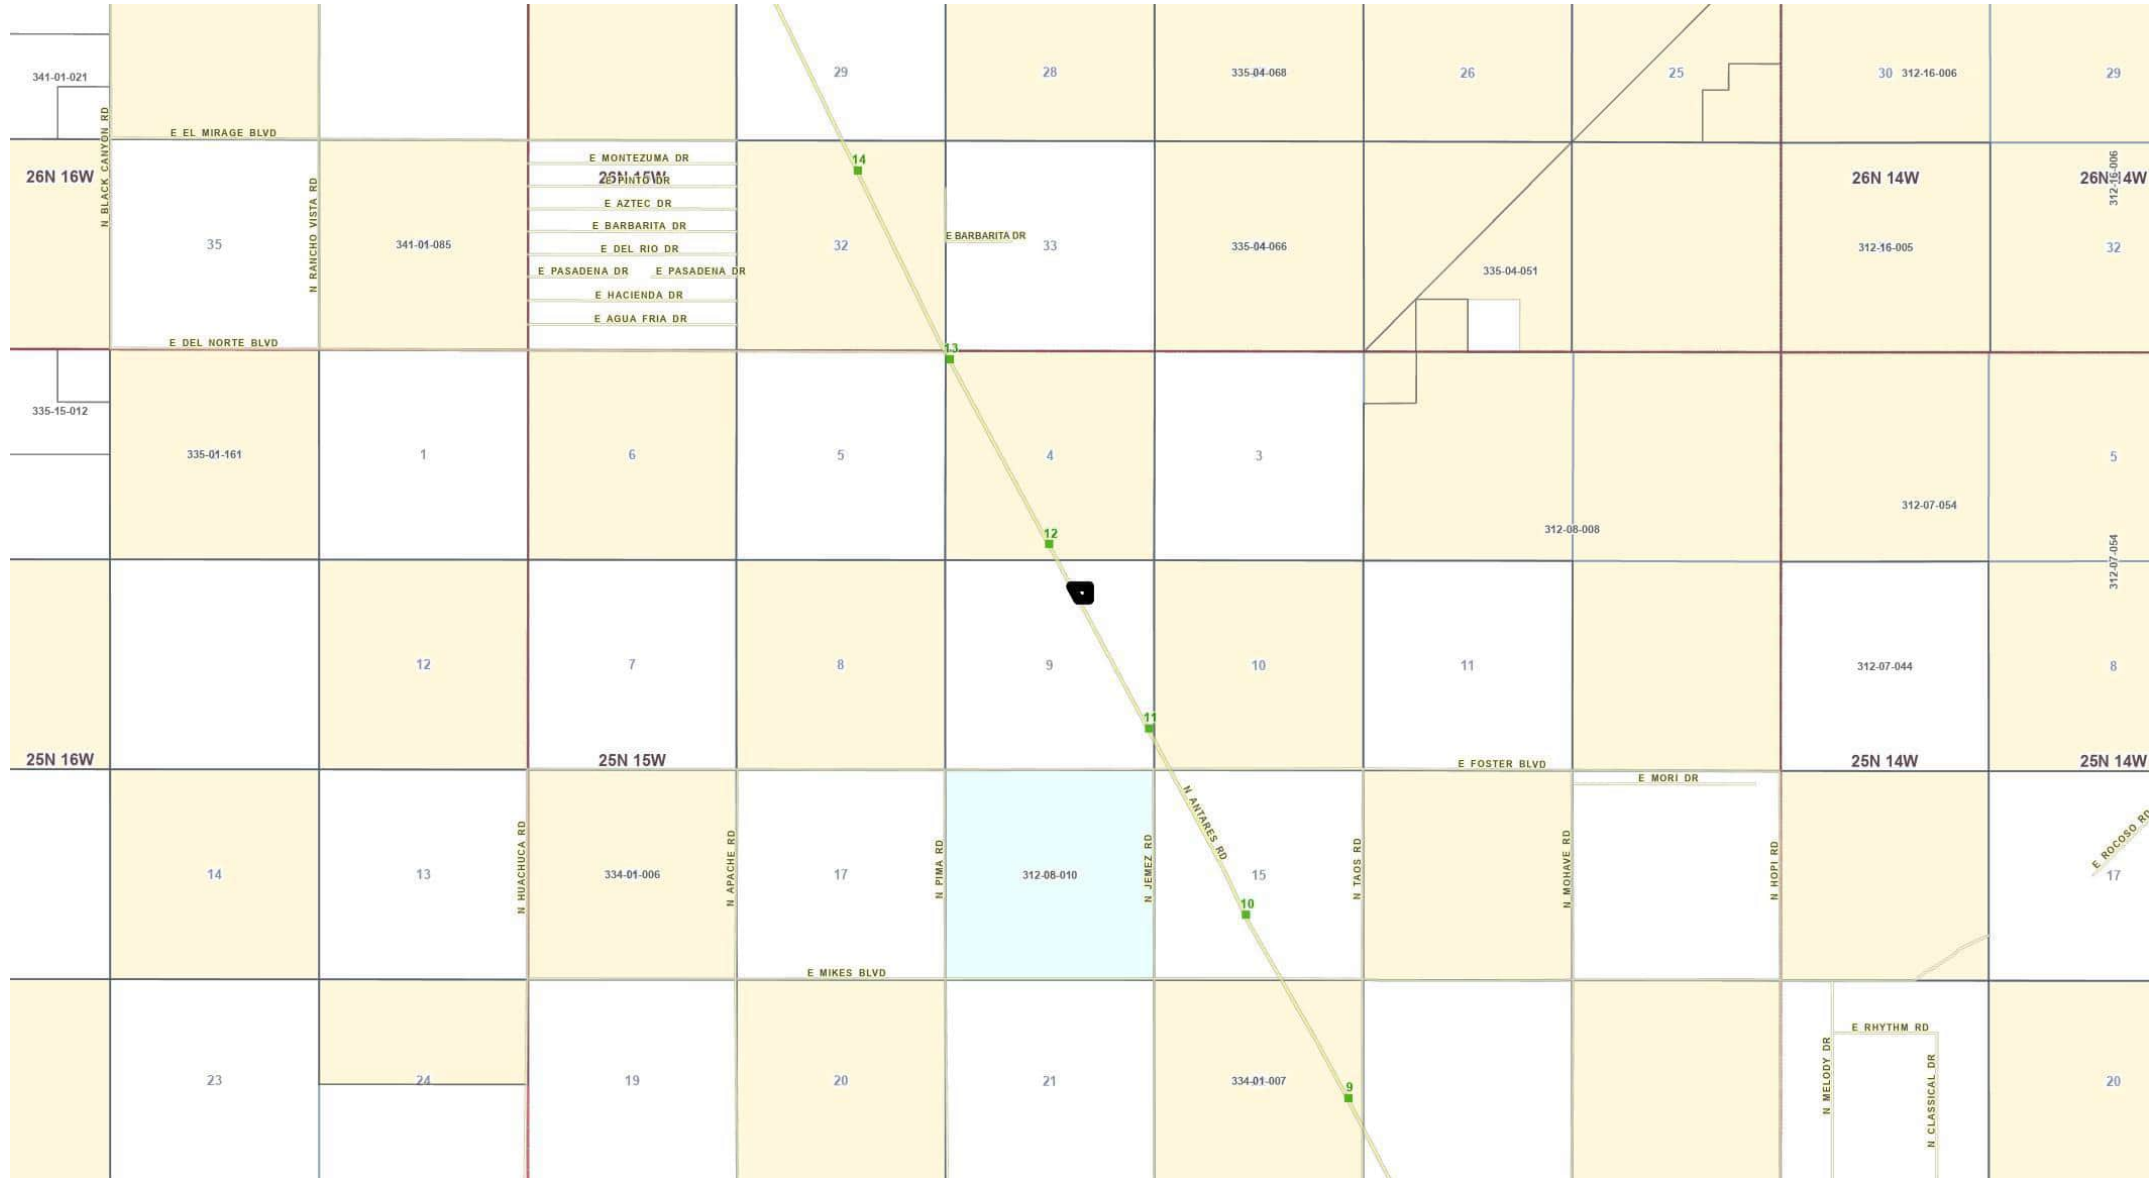 29
28
335-04-068
26
25
30 312-16-006
29
341-01-021
N BLACK CANYON RD
E EL MIRAGE BLVD
E MONTEZUMA DR
14
26N 16W
26N 15W
E PINTO DR
26N 14W
26N 14W
312-16-006
N RANCHO VISTA RD
E AZTEC DR
E BARBARITA DR
E BARBARITA DR
35
341-01-085
E DEL RIO DR
32
33
335-04-066
312-16-005
32
E PASADENA DR
E PASADENA DR
335-04-051
E HACIENDA DR
E AGUA FRIA DR
E DEL NORTE BLVD
13
335-15-012
335-01-161
1
6
5
4
3
5
312-07-054
312-08-008
12
312-07-054
12
7
8
9
10
11
312-07-044
8
11
25N 16W
25N 15W
E FOSTER BLVD
25N 14W
25N 14W
E MORI DR
N ANTARES RD
E ROCOSO RD
N HUACHUCA RD
N APACHE RD
N PIMA RD
N JEMEZ RD
N TAOS RD
N MOHAVE RD
N HOPI RD
14
13
334-01-006
17
312-08-010
15
17
10
E MIKES BLVD
E RHYTHM RD
N MELODY DR
N CLASSICAL DR
23
24
19
20
21
334-01-007
9
20